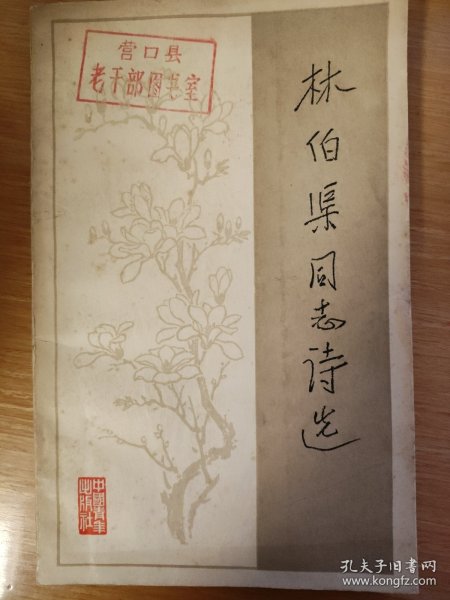 营口县
老干部图书室
林伯渠同志诗选
中国青年
出版社
孔夫子旧书网
www.kongfz.com